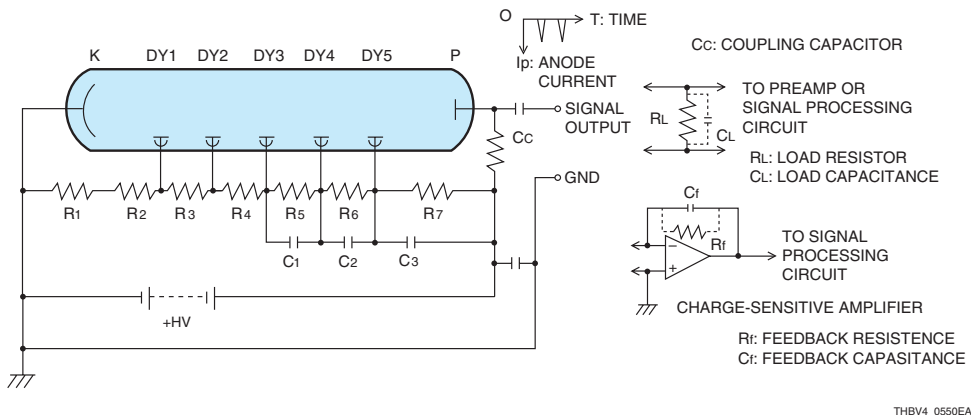 O T: TIME
Ip: ANODE
CURRENT
CC: COUPLING CAPACITOR
K DY1 DY2 DY3 DY4 DY5 P
SIGNAL
OUTPUT
CC
GND
R1 R2 R3 R4 R5 R6 R7
C1 C2 C3
+HV
TO PREAMP OR
SIGNAL PROCESSING
CIRCUIT
RL CL
RL: LOAD RESISTOR
CL: LOAD CAPACITANCE
Cf
Rf
−
+
TO SIGNAL
PROCESSING
CIRCUIT
CHARGE-SENSITIVE AMPLIFIER
Rf: FEEDBACK RESISTENCE
Cf: FEEDBACK CAPASITANCE
THBV4_0550EA